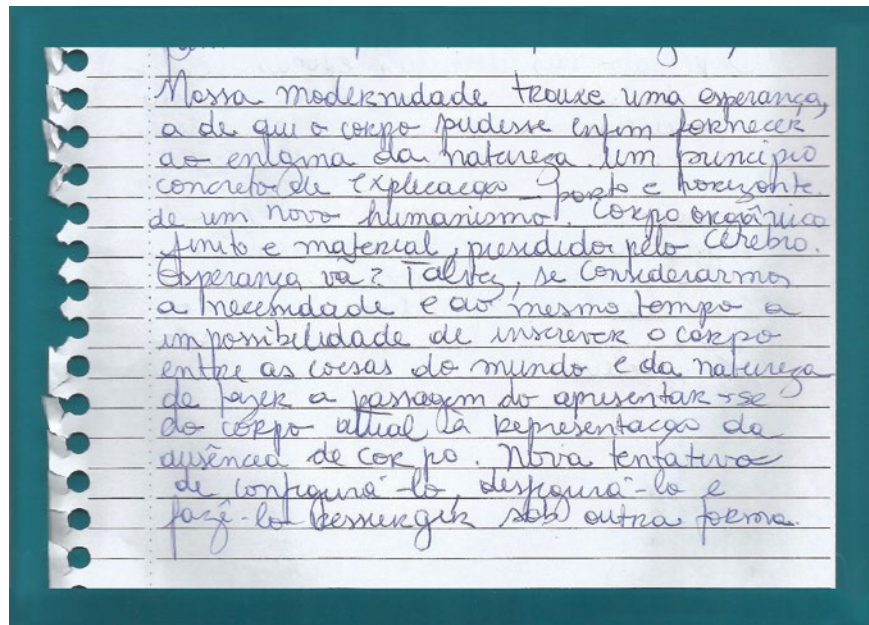 Nossa modernidade trouxe uma esperança,
a de que o corpo pudesse enfim fornecer
ao enigma da natureza um princípio
concreto de explicação – porto e horizonte
de um novo humanismo. Corpo orgânico
finito e material, presidido pelo cérebro.
Esperança vã? Talvez, se considerarmos
a necessidade e ao mesmo tempo a
impossibilidade de inscrever o corpo
entre as coisas do mundo e da natureza
de fazer a passagem do apresentar-se
do corpo atual à representação da
ausência de corpo. Nova tentativa
de configurá-lo, desfigurá-lo e
fazê-lo ressurgir sob outra forma.